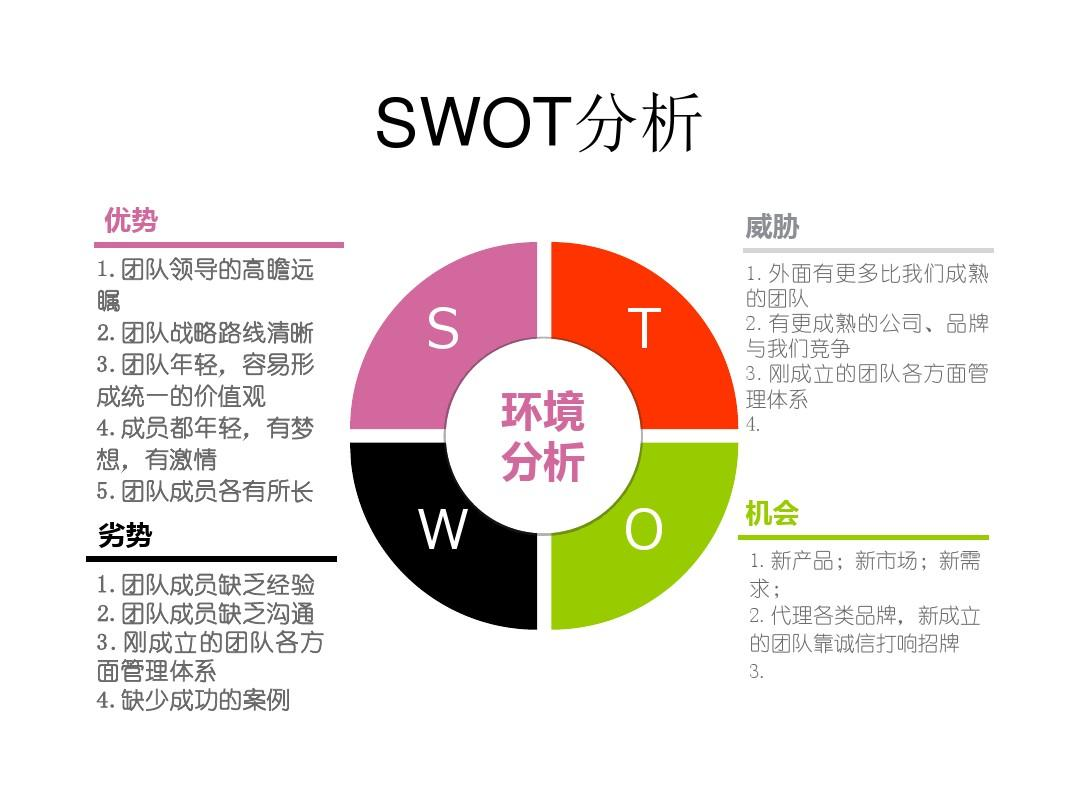 SWOT分析
优势
1.团队领导的高瞻远
瞩
2.团队战略路线清晰
3.团队年轻，容易形
成统一的价值观
4.成员都年轻，有梦
想，有激情
5.团队成员各有所长
劣势
1.团队成员缺乏经验
2.团队成员缺乏沟通
3.刚成立的团队各方
面管理体系
4.缺少成功的案例
S
T
环境
分析
W
O
威胁
1.外面有更多比我们成熟
的团队
2.有更成熟的公司、品牌
与我们竞争
3.刚成立的团队各方面管
理体系
4.
机会
1.新产品；新市场；新需
求；
2.代理各类品牌，新成立
的团队靠诚信打响招牌
3.